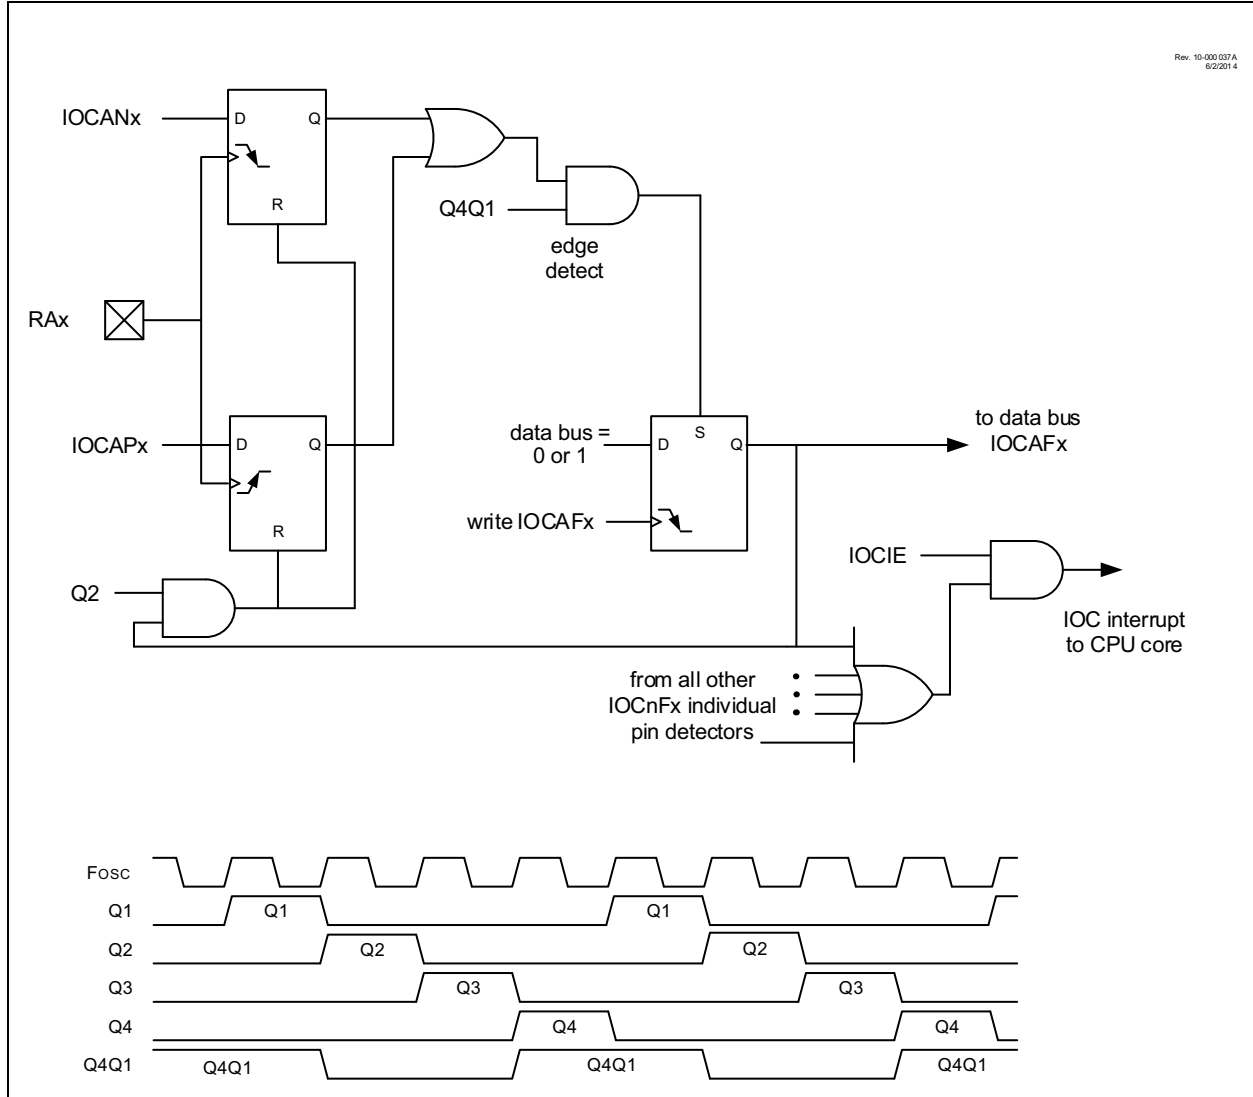 Rev. 10-000 037A
6/2/2014
IOCANx
D
Q
R
Q4Q1
edge
detect
RAx
IOCAPx
D
Q
R
data bus =
0 or 1
D
S
Q
to data bus
IOCAFx
write IOCAFx
IOCIE
Q2
IOC interrupt
to CPU core
from all other
IOCnFx individual
pin detectors
Fosc
Q1
Q1
Q1
Q2
Q2
Q2
Q3
Q3
Q3
Q4
Q4
Q4
Q4Q1
Q4Q1
Q4Q1
Q4Q1